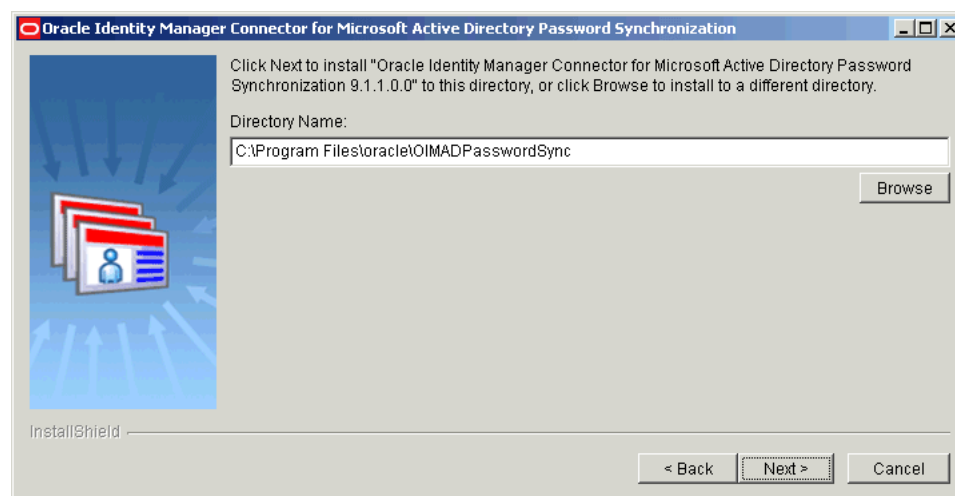 Oracle Identity Manager Connector for Microsoft Active Directory Password Synchronization
Click Next to install "Oracle Identity Manager Connector for Microsoft Active Directory Password
Synchronization 9.1.1.0.0" to this directory, or click Browse to install to a different directory.
Directory Name:
C:\Program Files\oracle\OIMADPasswordSync
Browse
InstallShield
< Back
Next >
Cancel